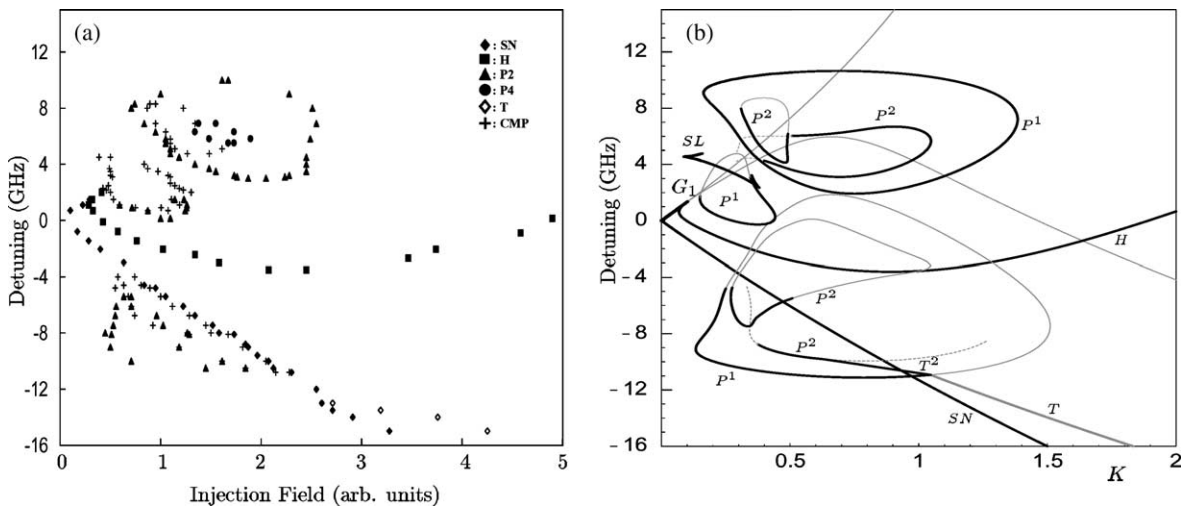 (a)
◆: SN
■: H
▲: P2
●: P4
◇: T
+: CMP
12
8
4
0
-4
-8
-12
-16
Detuning (GHz)
0 1 2 3 4 5
Injection Field (arb. units)
(b)
12
8
4
0
-4
-8
-12
-16
Detuning (GHz)
P²
P²
P¹
SL
G₁
P¹
H
P²
P²
P¹
T²
T
SN
0.5 1 1.5 2
K